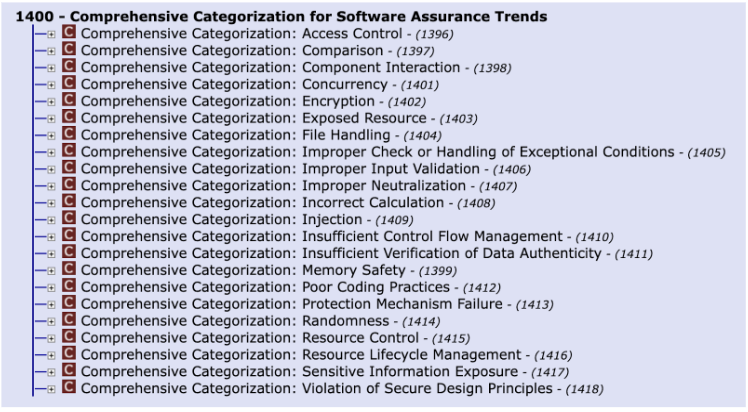 1400 - Comprehensive Categorization for Software Assurance Trends
C Comprehensive Categorization: Access Control - (1396)
C Comprehensive Categorization: Comparison - (1397)
C Comprehensive Categorization: Component Interaction - (1398)
C Comprehensive Categorization: Concurrency - (1401)
C Comprehensive Categorization: Encryption - (1402)
C Comprehensive Categorization: Exposed Resource - (1403)
C Comprehensive Categorization: File Handling - (1404)
C Comprehensive Categorization: Improper Check or Handling of Exceptional Conditions - (1405)
C Comprehensive Categorization: Improper Input Validation - (1406)
C Comprehensive Categorization: Improper Neutralization - (1407)
C Comprehensive Categorization: Incorrect Calculation - (1408)
C Comprehensive Categorization: Injection - (1409)
C Comprehensive Categorization: Insufficient Control Flow Management - (1410)
C Comprehensive Categorization: Insufficient Verification of Data Authenticity - (1411)
C Comprehensive Categorization: Memory Safety - (1399)
C Comprehensive Categorization: Poor Coding Practices - (1412)
C Comprehensive Categorization: Protection Mechanism Failure - (1413)
C Comprehensive Categorization: Randomness - (1414)
C Comprehensive Categorization: Resource Control - (1415)
C Comprehensive Categorization: Resource Lifecycle Management - (1416)
C Comprehensive Categorization: Sensitive Information Exposure - (1417)
C Comprehensive Categorization: Violation of Secure Design Principles - (1418)